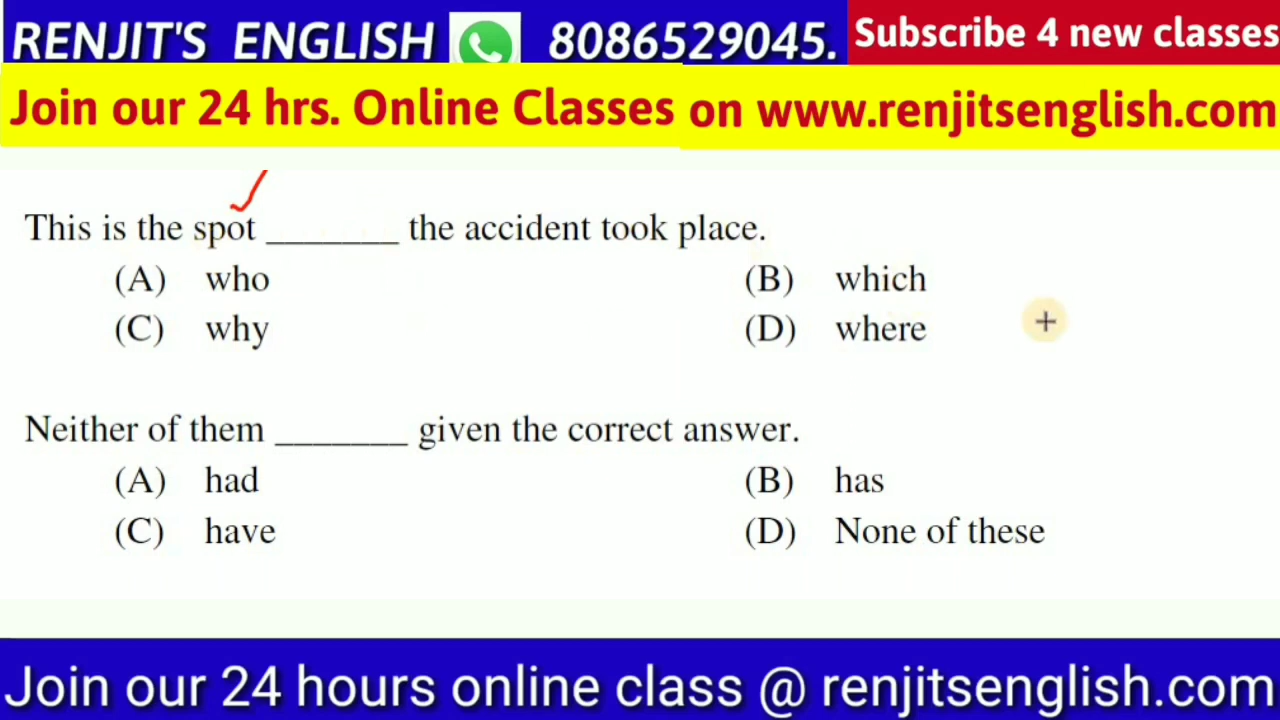 RENJIT'S ENGLISH 8086529045. Subscribe 4 new classes
Join our 24 hrs. Online Classes on www.renjitsenglish.com
This is the spot _______ the accident took place.
(A) who (B) which
(C) why (D) where
Neither of them _______ given the correct answer.
(A) had (B) has
(C) have (D) None of these
Join our 24 hours online class @ renjitsenglish.com